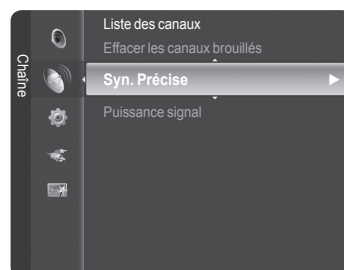 Chaîne
Liste des canaux
Effacer les canaux brouillés
Syn. Précise
Puissance signal